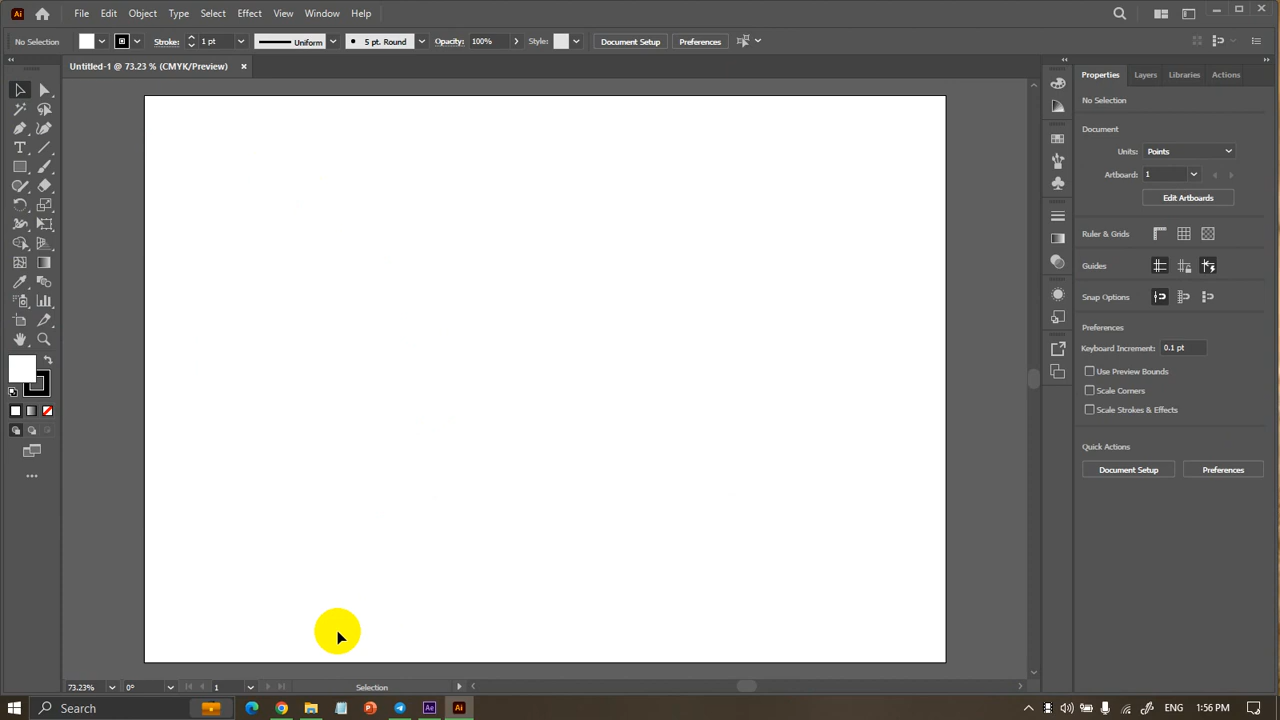 Ai File Edit Object Type Select Effect View Window Help
No Selection Stroke: 1 pt Uniform 5 pt. Round Opacity: 100% Style: Document Setup Preferences
Untitled-1 @ 73.23 % (CMYK/Preview) ×
Properties Layers Libraries Actions
No Selection
Document
Units: Points
Artboard: 1
Edit Artboards
Ruler & Grids
Guides
Snap Options
Preferences
Keyboard Increment: 0.1 pt
Use Preview Bounds
Scale Corners
Scale Strokes & Effects
Quick Actions
Document Setup Preferences
73.23% 0° 1 Selection
Search Ae Ai ENG 1:56 PM